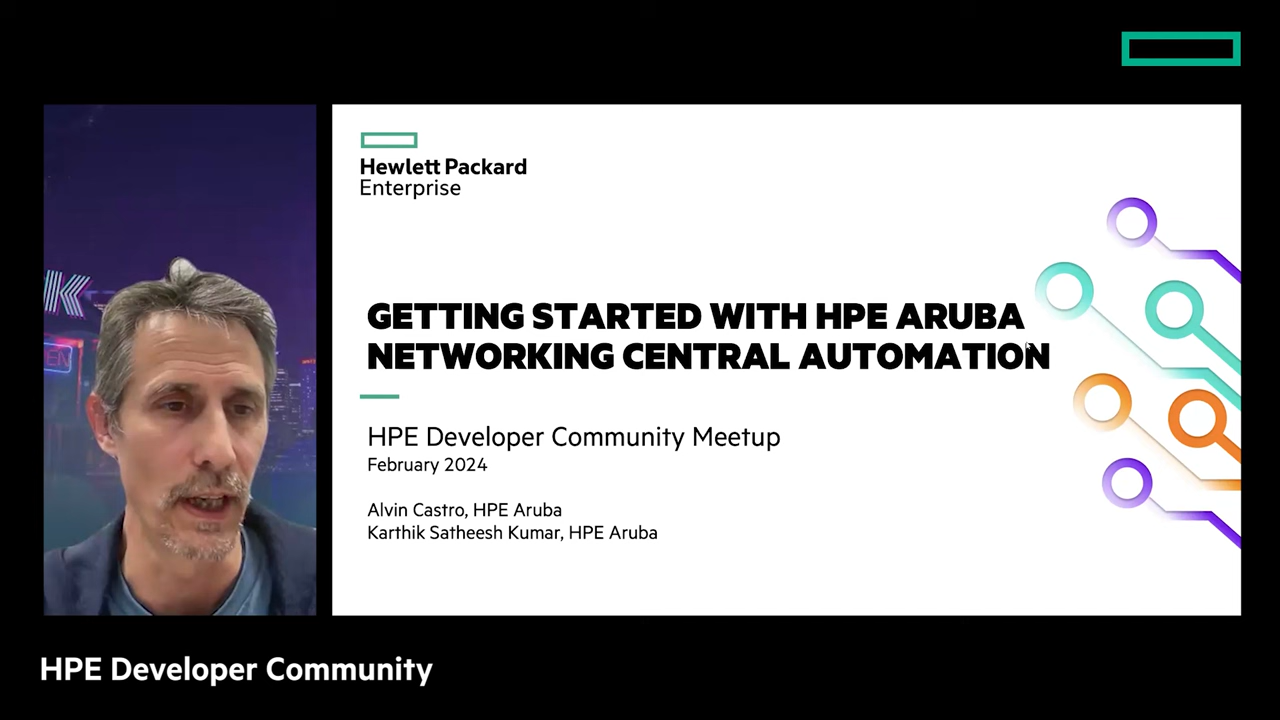 K
EN
Hewlett Packard
Enterprise
GETTING STARTED WITH HPE ARUBA
NETWORKING CENTRAL AUTOMATION
HPE Developer Community Meetup
February 2024
Alvin Castro, HPE Aruba
Karthik Satheesh Kumar, HPE Aruba
HPE Developer Community